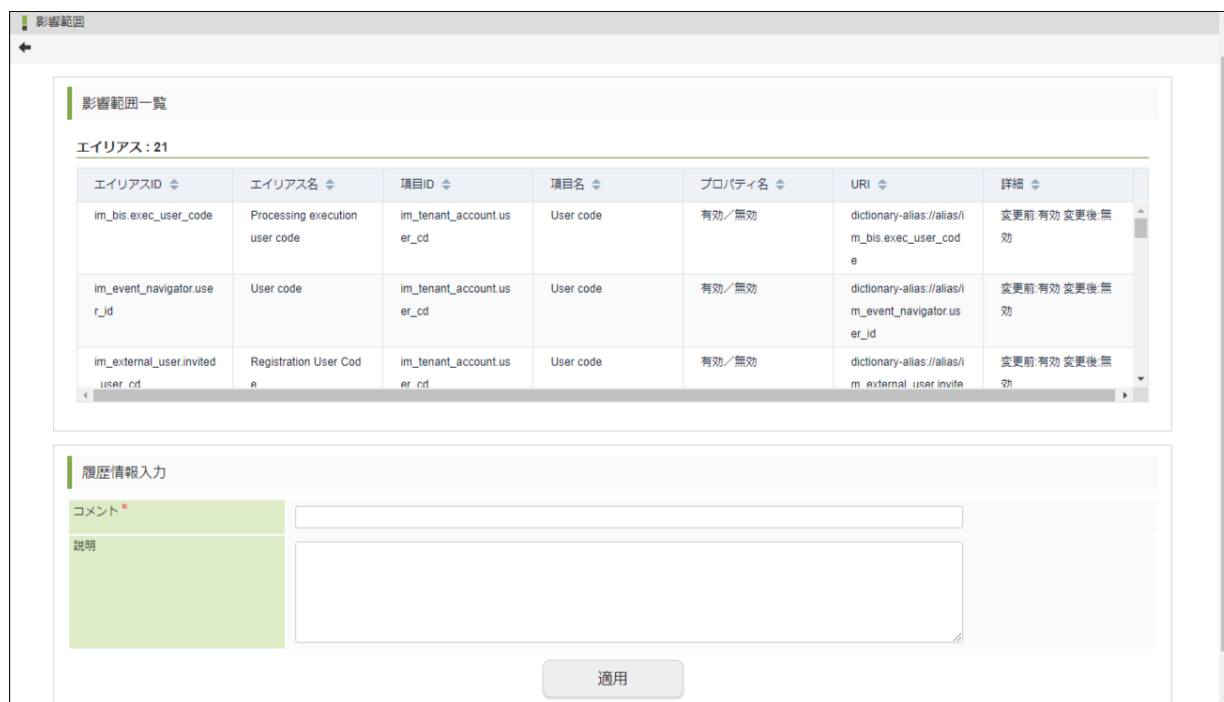 影響範囲
影響範囲一覧
エイリアス : 21
エイリアスID エイリアス名 項目ID 項目名 プロパティ名 URI 詳細
im_bis.exec_user_code Processing execution im_tenant_account.us User code 有効／無効 dictionary-alias://alias/i 変更前:有効 変更後:無
user code er_cd m_bis.exec_user_cod 効
e
im_event_navigator.use User code im_tenant_account.us User code 有効／無効 dictionary-alias://alias/i 変更前:有効 変更後:無
r_id er_cd m_event_navigator.us 効
er_id
im_external_user.invited Registration User Cod im_tenant_account.us User code 有効／無効 dictionary-alias://alias/i 変更前:有効 変更後:無
_user_cd e er_cd m_external_user.invite 効
履歴情報入力
コメント*
説明
適用